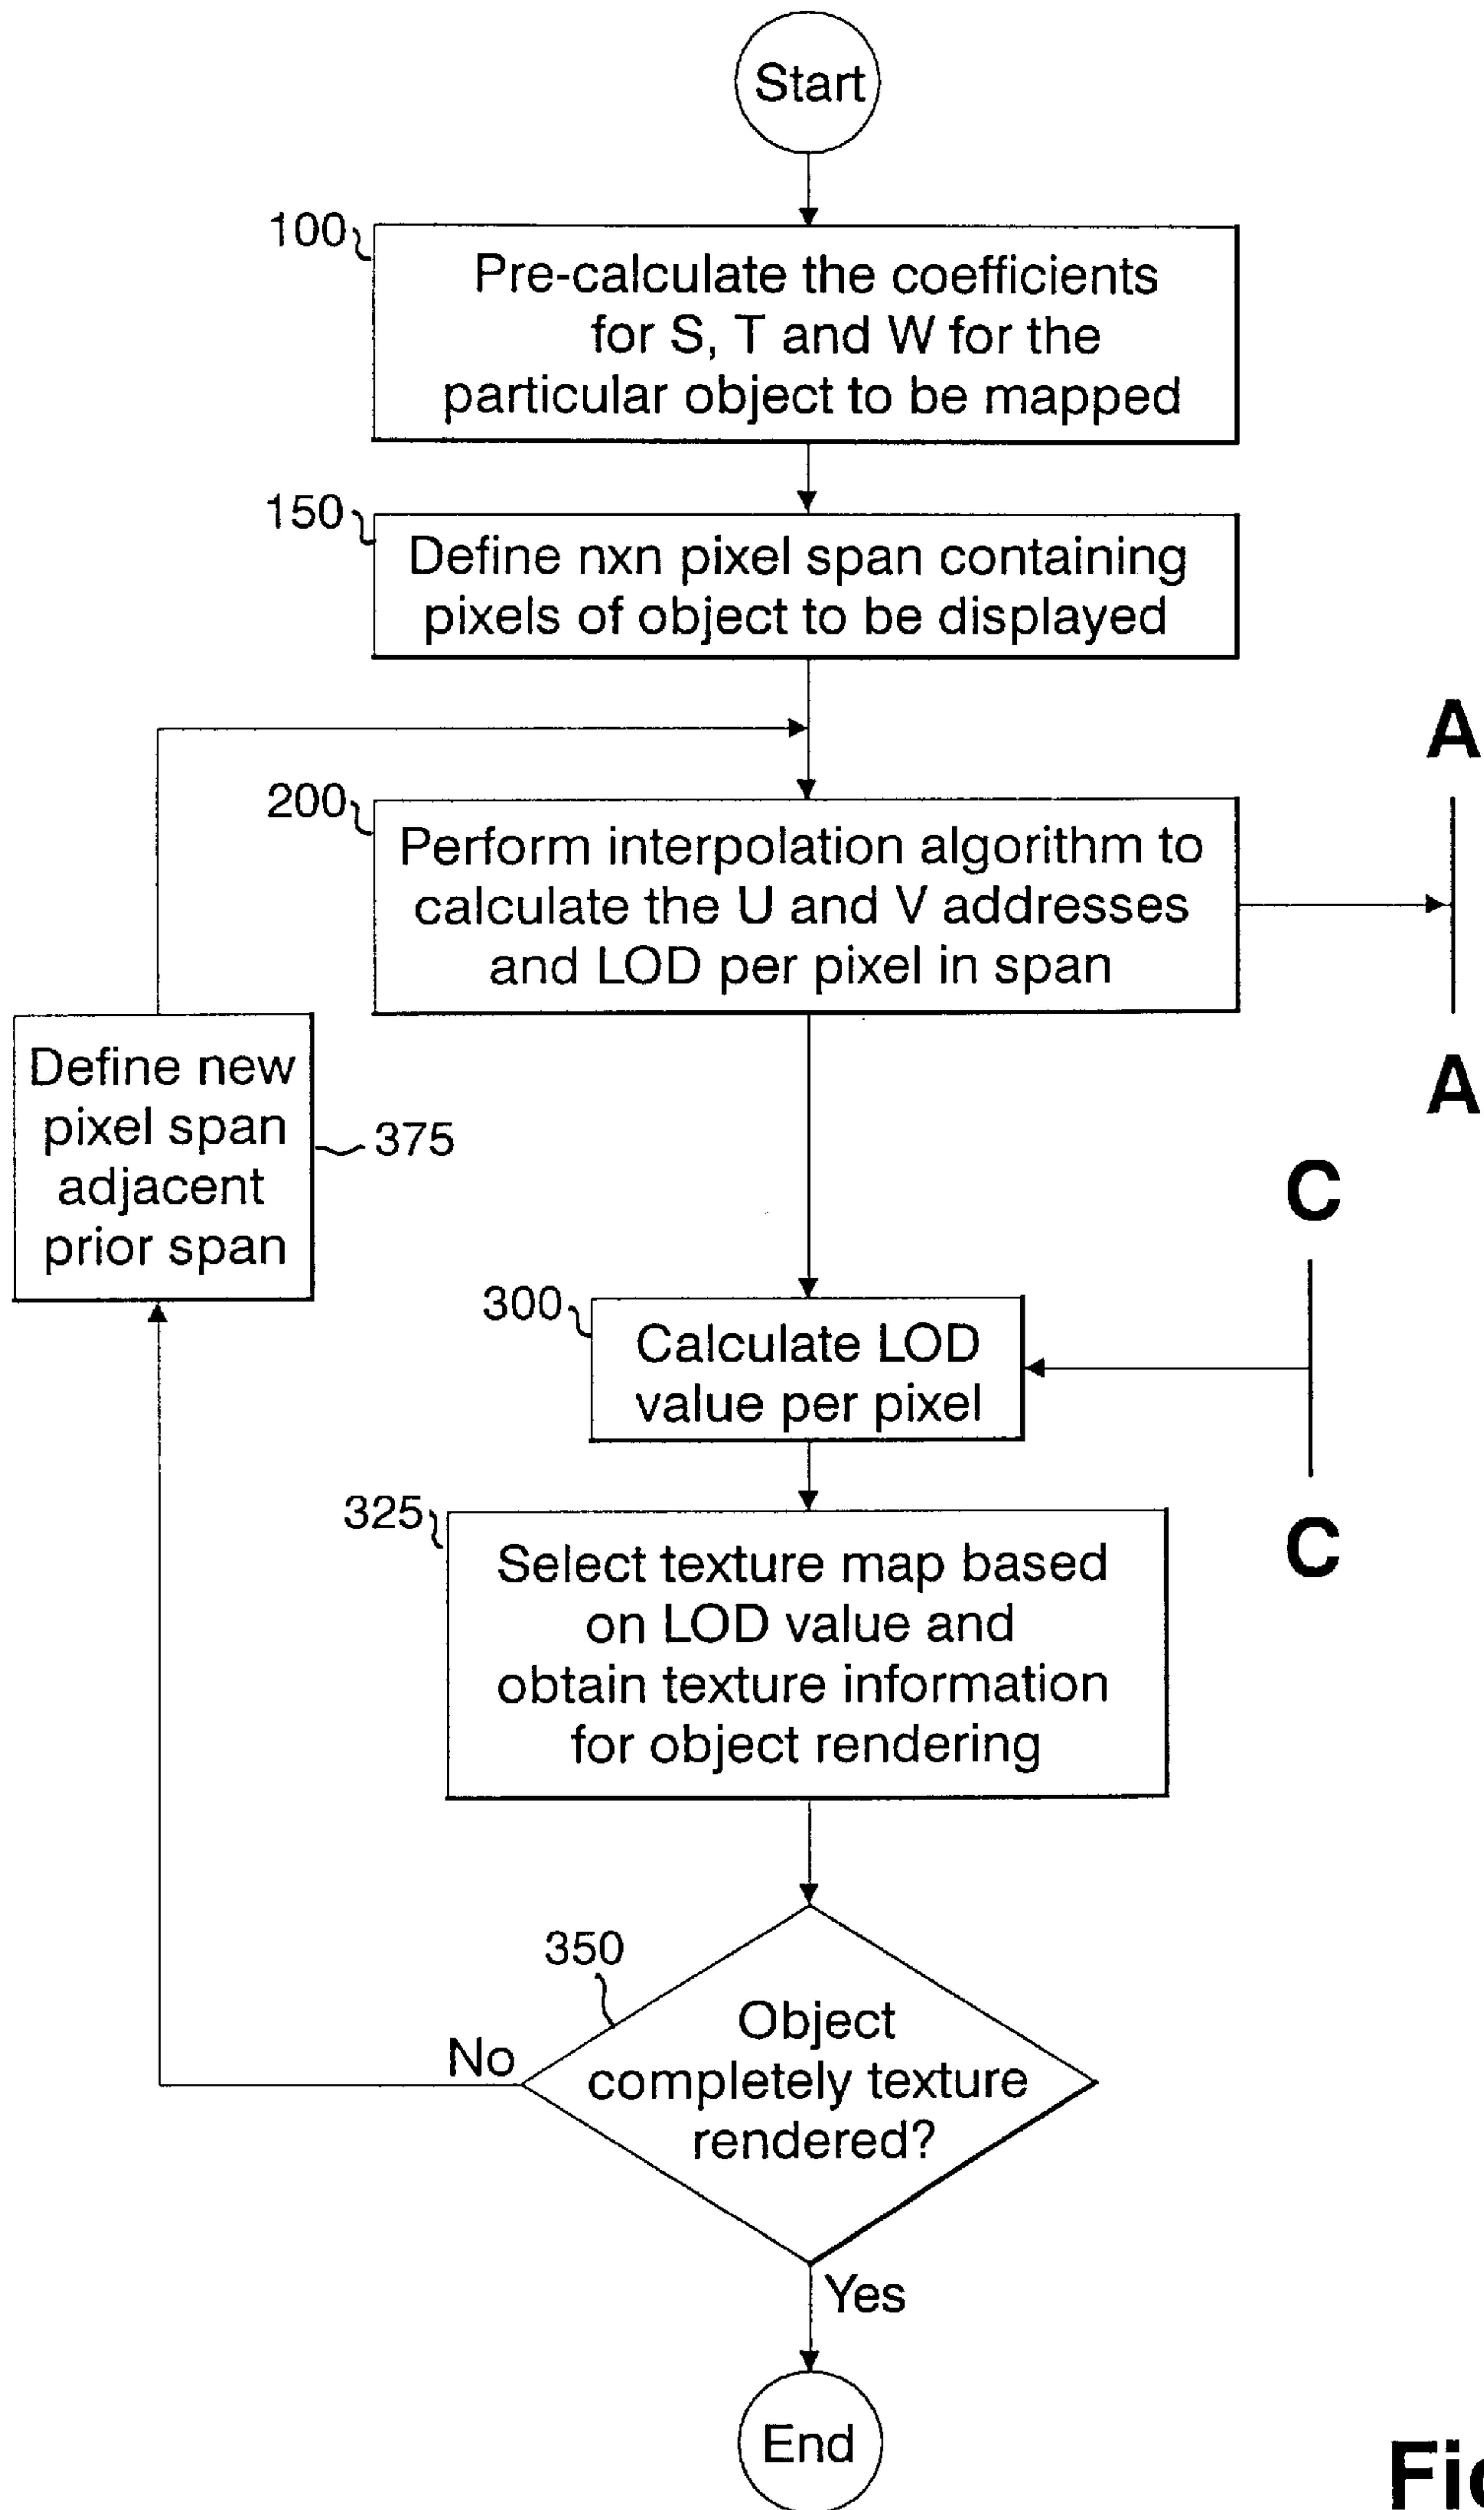 Start
100
Pre-calculate the coefficients
for S, T and W for the
particular object to be mapped
150
Define nxn pixel span containing
pixels of object to be displayed
A
200
Perform interpolation algorithm to
calculate the U and V addresses
and LOD per pixel in span
A
Define new
pixel span
adjacent
prior span
375
C
300
Calculate LOD
value per pixel
C
325
Select texture map based
on LOD value and
obtain texture information
for object rendering
350
Object
completely texture
rendered?
No
Yes
End